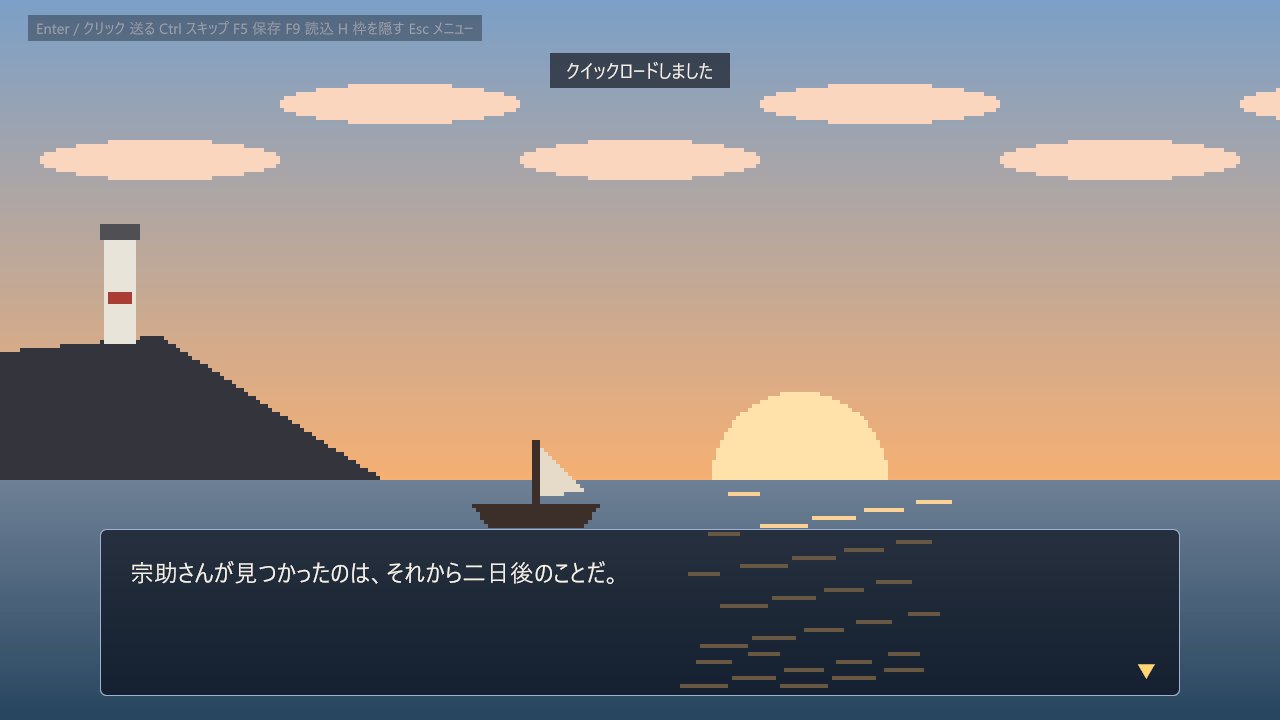 Enter / クリック 送る Ctrl スキップ F5 保存 F9 読込 H 枠を隠す Esc メニュー
クイックロードしました
宗助さんが見つかったのは、それから二日後のことだ。